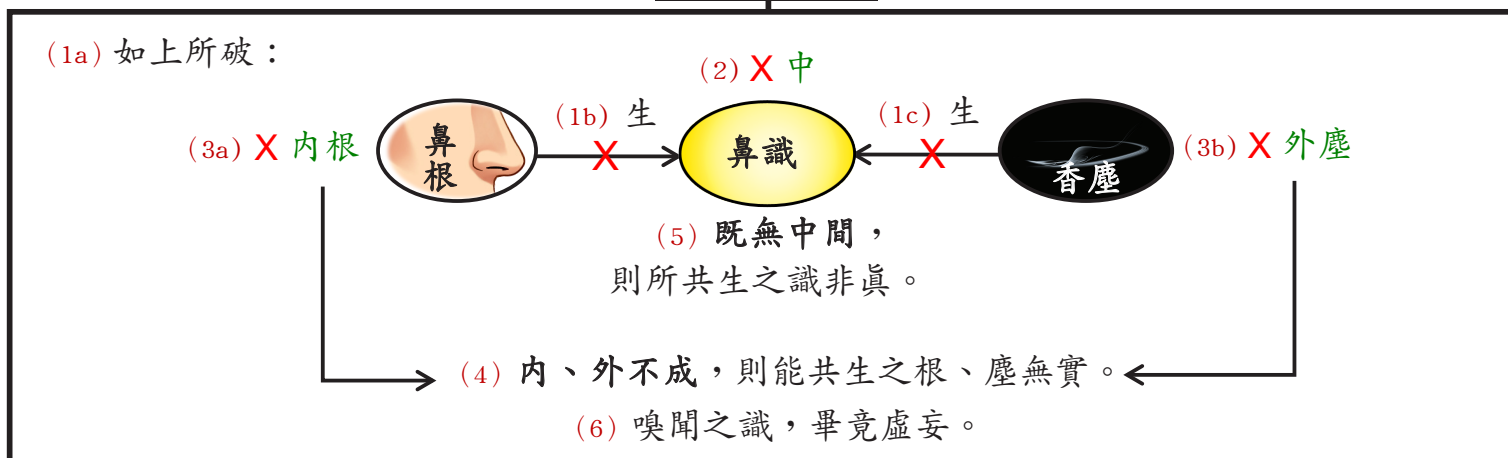 (1a) 如上所破：
(2) X 中
(1b) 生
(1c) 生
(3a) X 内根
鼻根
X
鼻識
X
香塵
(3b) X 外塵
(5) 既無中間，
則所共生之識非眞。
(4) 内、外不成，則能共生之根、塵無實。
(6) 嗅聞之識，畢竟虛妄。